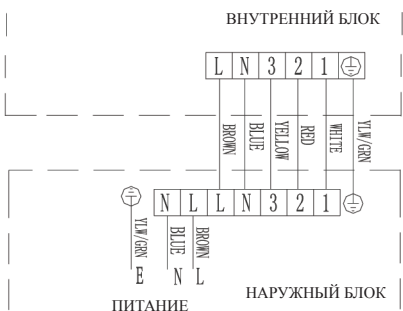 ВНУТРЕННИЙ БЛОК
L N 3 2 1
BROWN BLUE YELLOW RED WHITE YLW/GRN
N L L N 3 2 1
YLW/GRN BLUE BROWN
E N L
ПИТАНИЕ
НАРУЖНЫЙ БЛОК